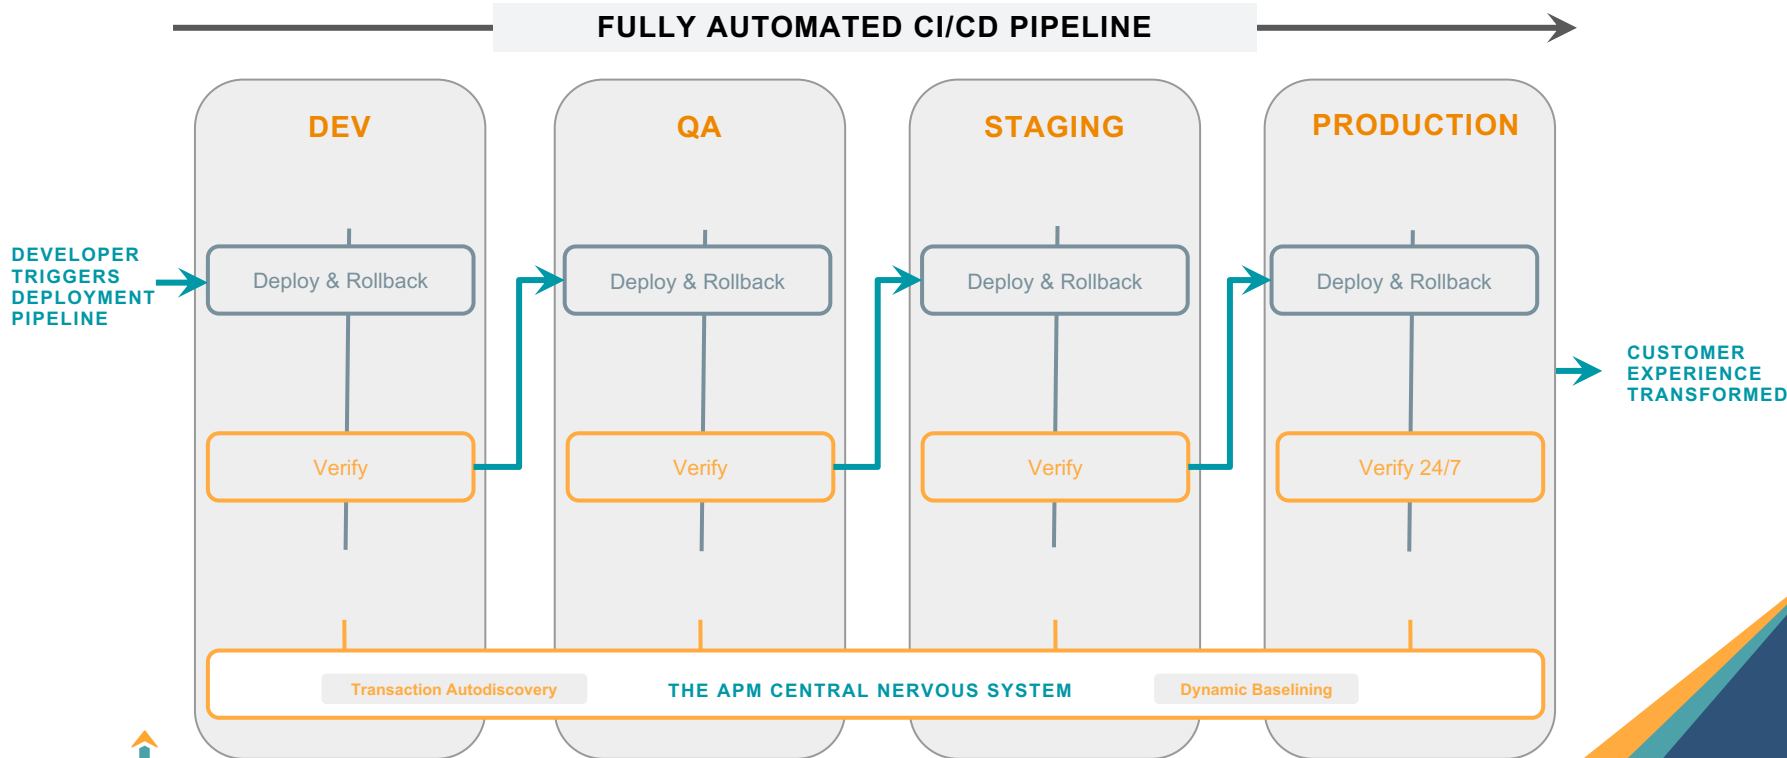 FULLY AUTOMATED CI/CD PIPELINE
DEV
QA
STAGING
PRODUCTION
DEVELOPER
TRIGGERS
DEPLOYMENT
PIPELINE
Deploy & Rollback
Deploy & Rollback
Deploy & Rollback
Deploy & Rollback
CUSTOMER
EXPERIENCE
TRANSFORMED
Verify
Verify
Verify
Verify 24/7
Transaction Autodiscovery
THE APM CENTRAL NERVOUS SYSTEM
Dynamic Baselining